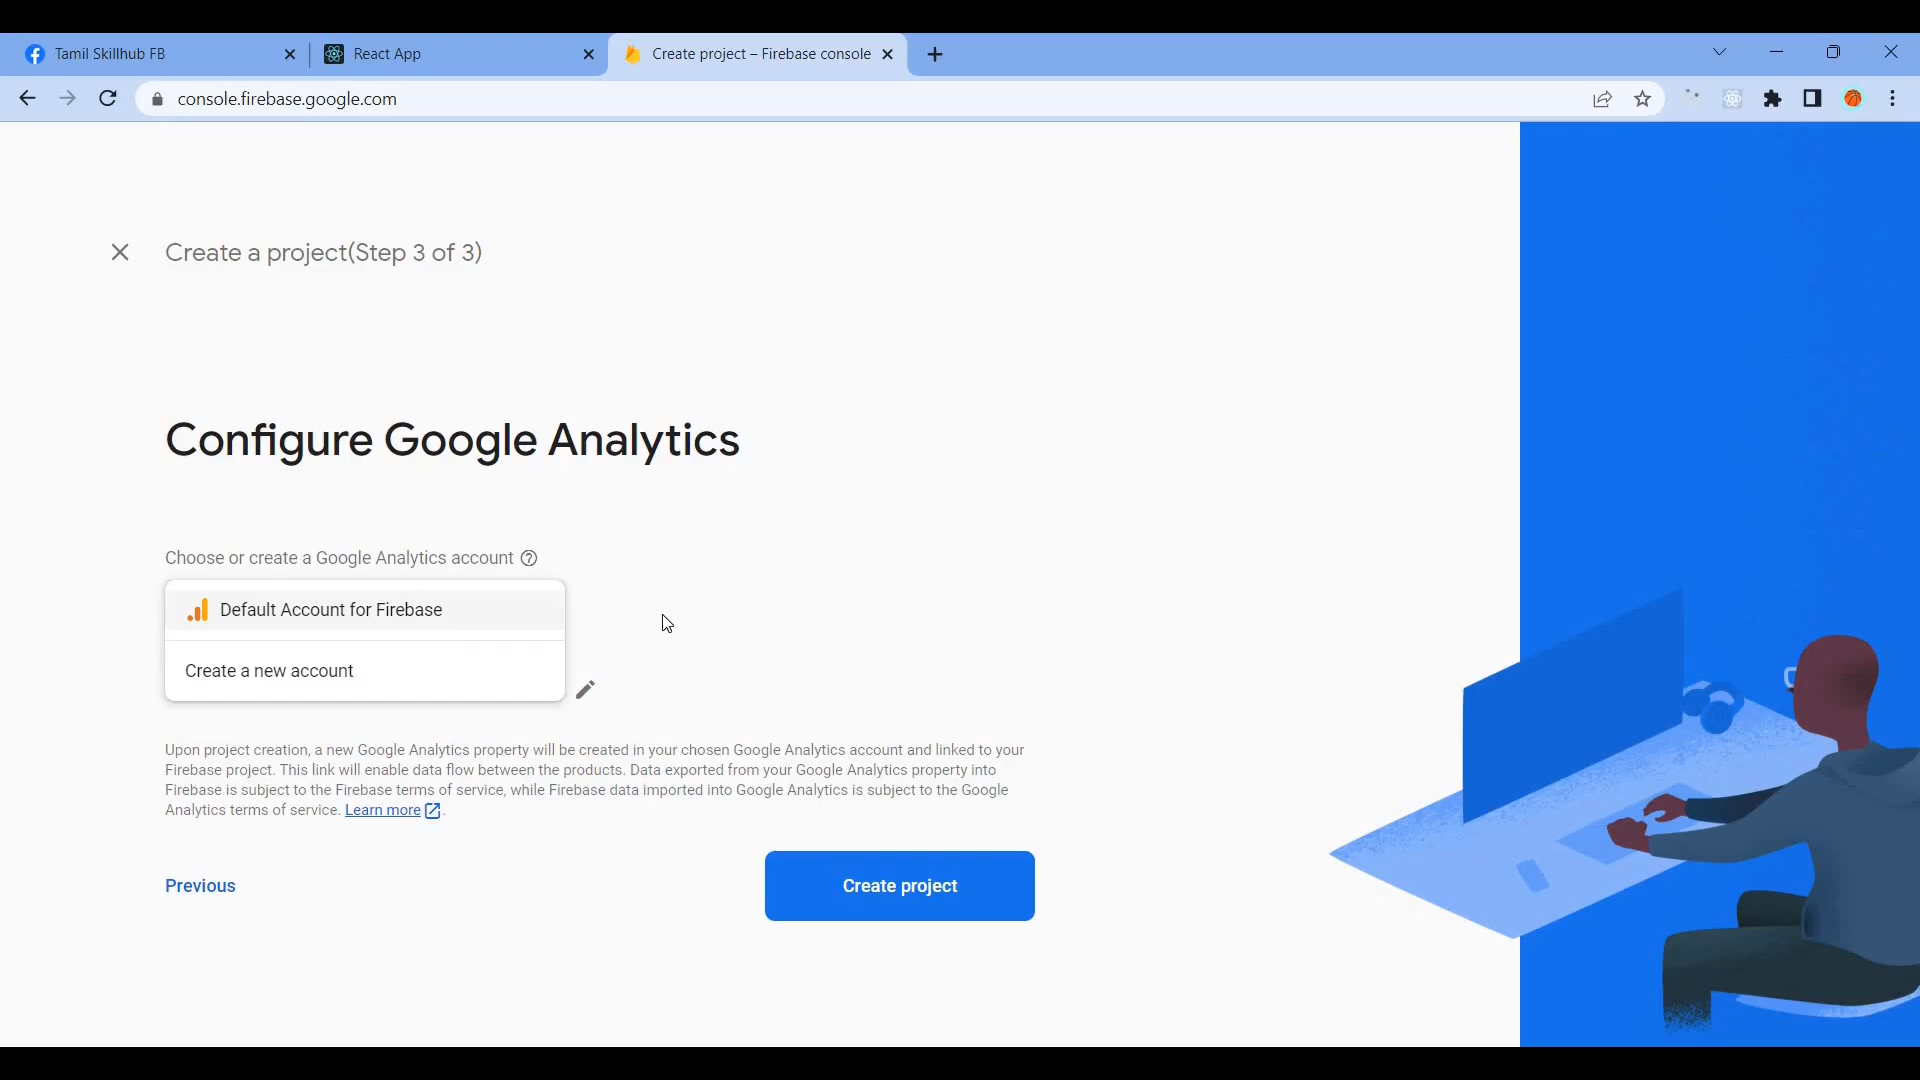 Tamil Skillhub FB
React App
Create project – Firebase console
console.firebase.google.com
Create a project(Step 3 of 3)
Configure Google Analytics
Choose or create a Google Analytics account
Default Account for Firebase
Create a new account
Upon project creation, a new Google Analytics property will be created in your chosen Google Analytics account and linked to your
Firebase project. This link will enable data flow between the products. Data exported from your Google Analytics property into
Firebase is subject to the Firebase terms of service, while Firebase data imported into Google Analytics is subject to the Google
Analytics terms of service. Learn more.
Previous
Create project